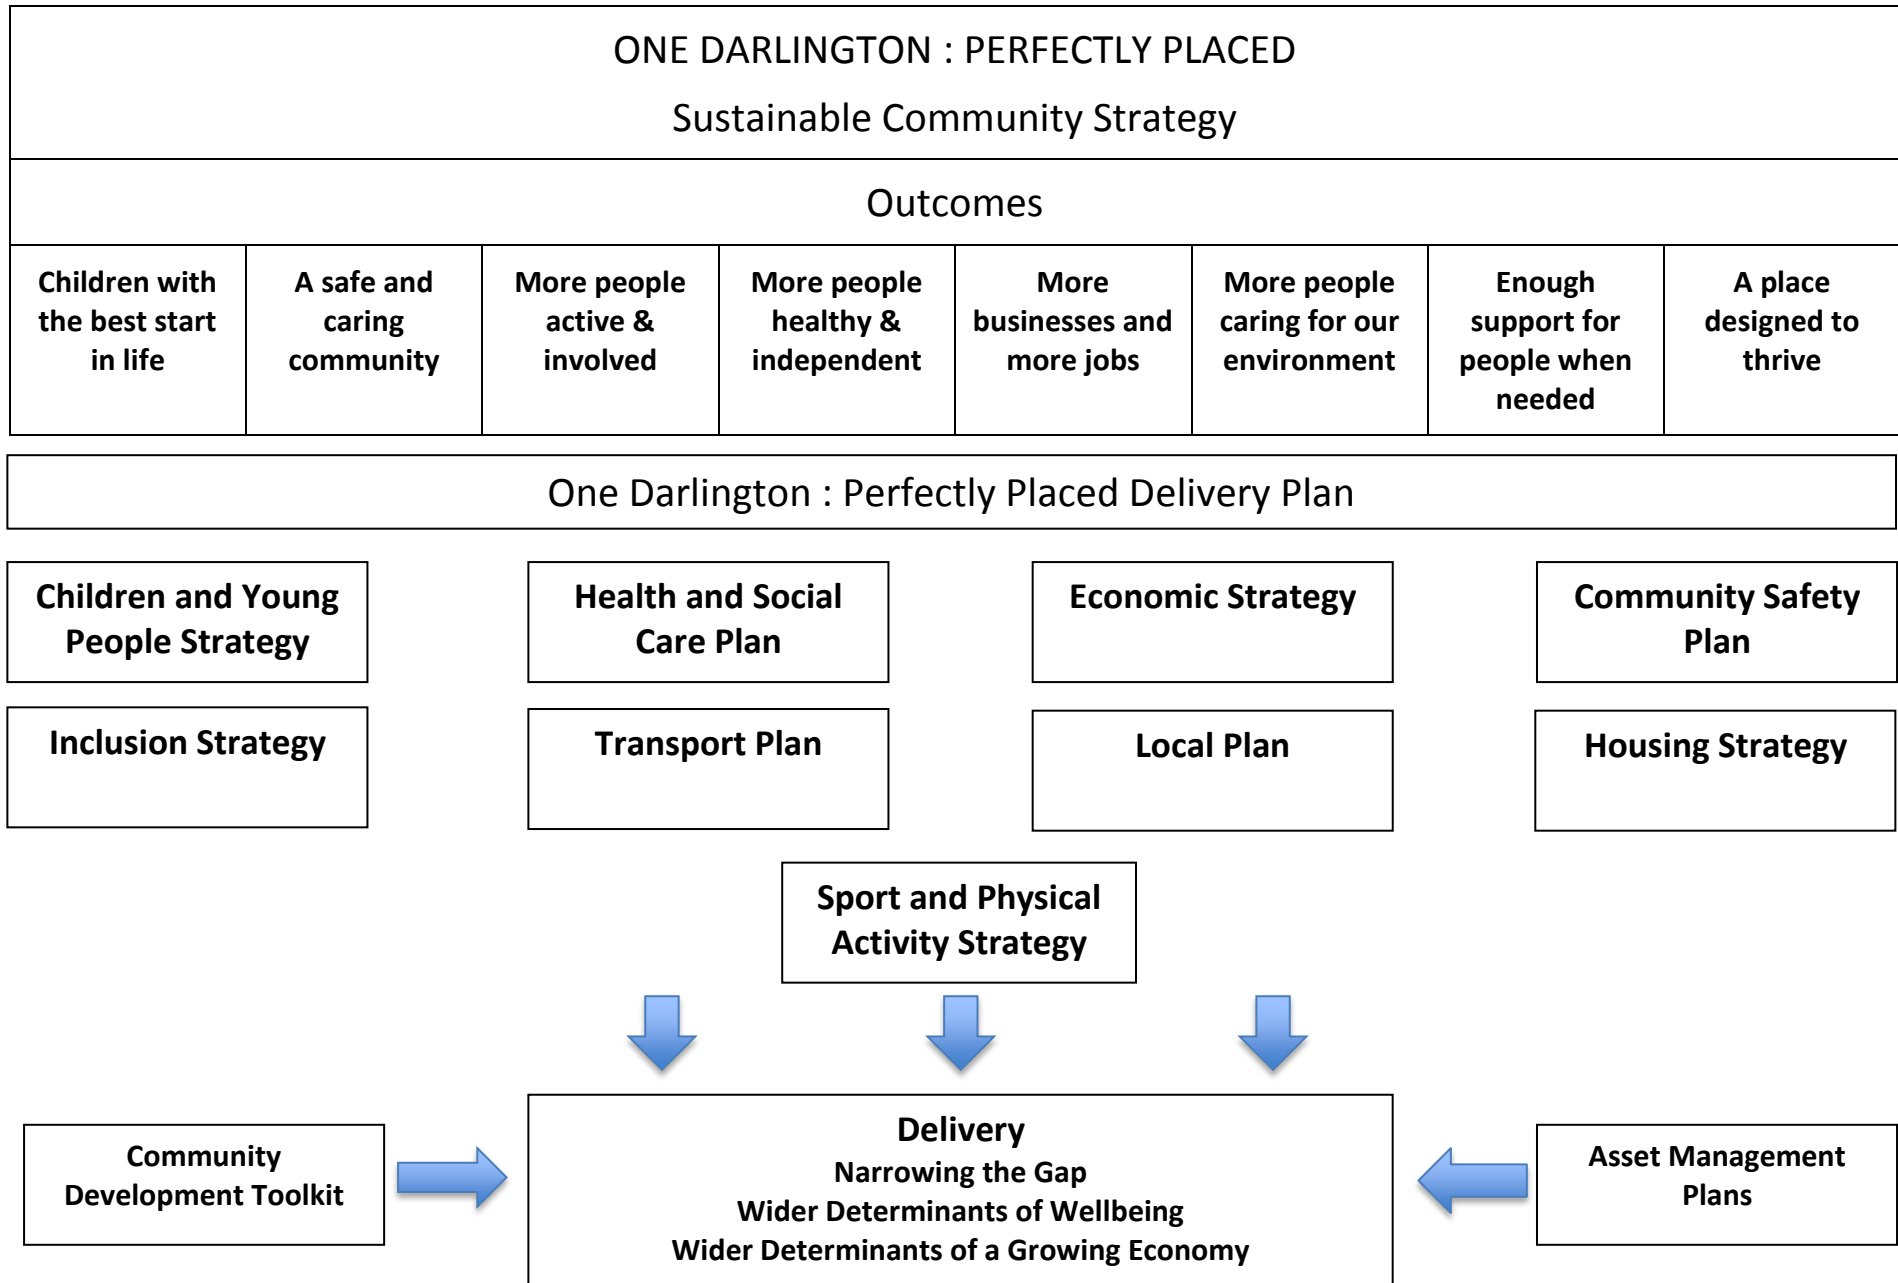 ONE DARLINGTON : PERFECTLY PLACED
Sustainable Community Strategy
Outcomes
Children with
the best start
in life
A safe and
caring
community
More people
active &
involved
More people
healthy &
independent
More
businesses and
more jobs
More people
caring for our
environment
Enough
support for
people when
needed
A place
designed to
thrive
One Darlington : Perfectly Placed Delivery Plan
Children and Young
People Strategy
Health and Social
Care Plan
Economic Strategy
Community Safety
Plan
Inclusion Strategy
Transport Plan
Local Plan
Housing Strategy
Sport and Physical
Activity Strategy
Community
Development Toolkit
Delivery
Narrowing the Gap
Wider Determinants of Wellbeing
Wider Determinants of a Growing Economy
Asset Management
Plans